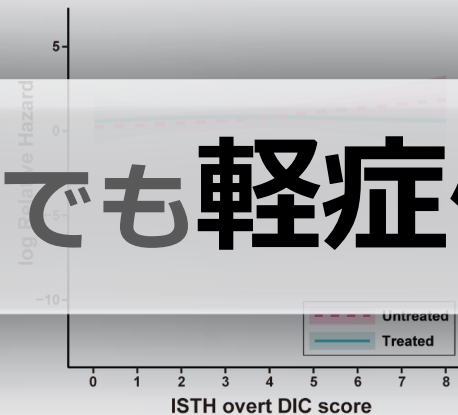 5
log Relative Hazard
0
でも軽症
-5
-10
Untreated
Treated
0 1 2 3 4 5 6 7 8
ISTH overt DIC score